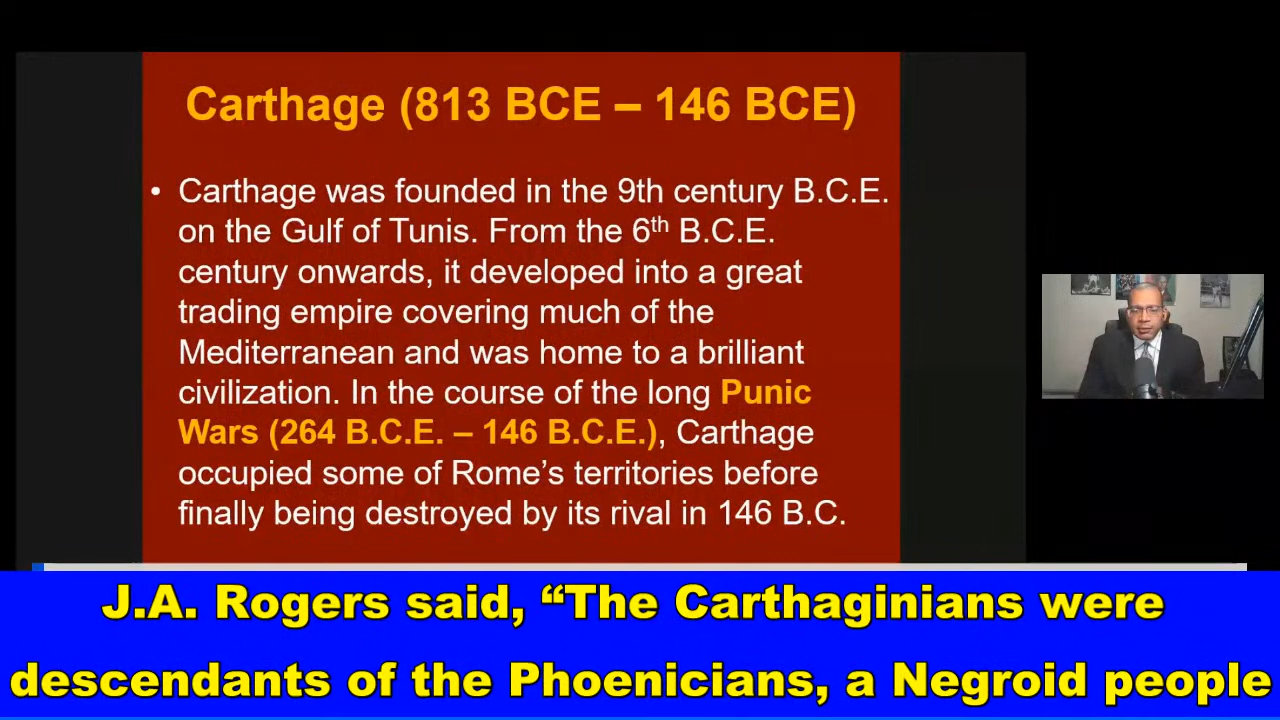 Carthage (813 BCE – 146 BCE)
• Carthage was founded in the 9th century B.C.E.
on the Gulf of Tunis. From the 6th B.C.E.
century onwards, it developed into a great
trading empire covering much of the
Mediterranean and was home to a brilliant
civilization. In the course of the long Punic
Wars (264 B.C.E. – 146 B.C.E.), Carthage
occupied some of Rome’s territories before
finally being destroyed by its rival in 146 B.C.
J.A. Rogers said, “The Carthaginians were
descendants of the Phoenicians, a Negroid people